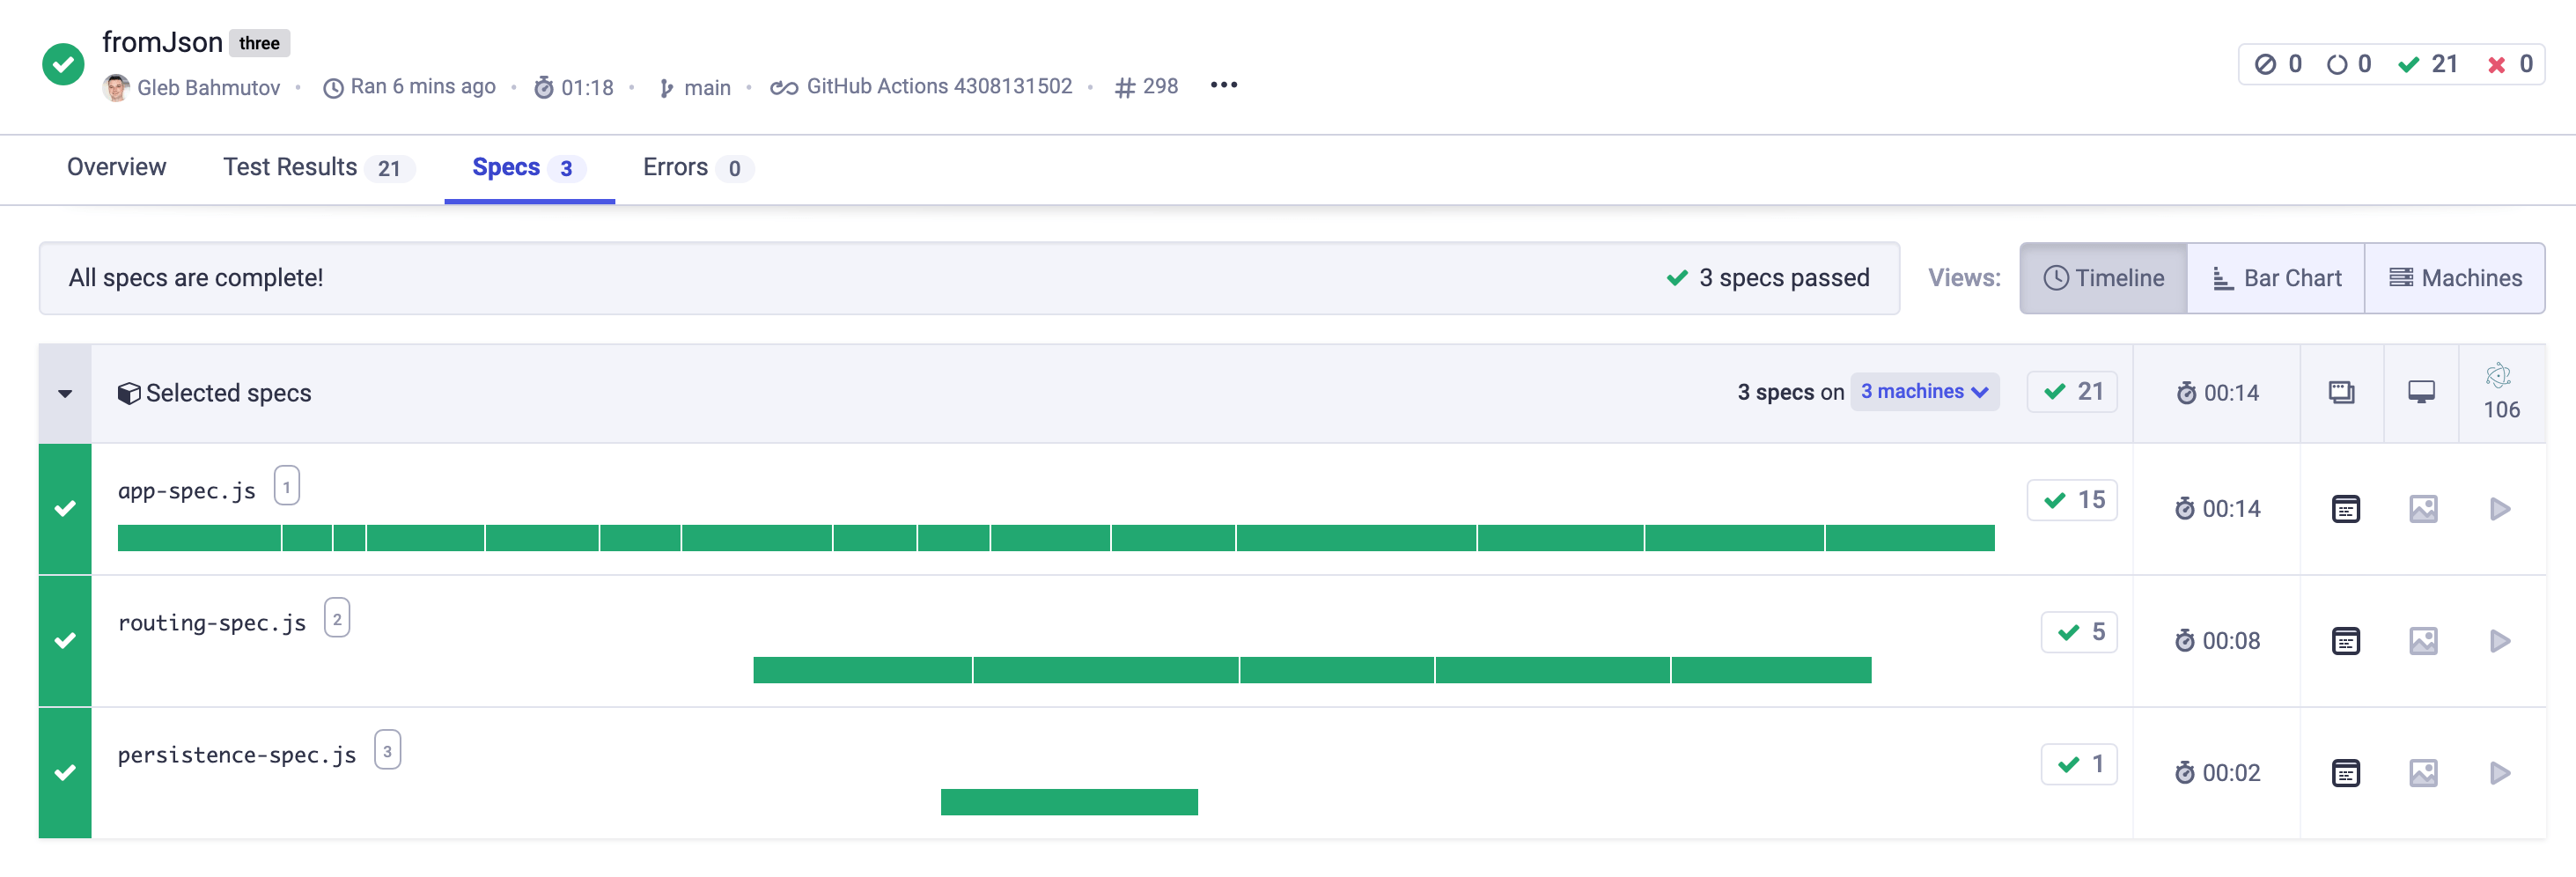 fromJson three
Gleb Bahmutov • Ran 6 mins ago • 01:18 • main • GitHub Actions 4308131502 • # 298 •••
0 0 21 0
Overview Test Results 21 Specs 3 Errors 0
All specs are complete! 3 specs passed Views: Timeline Bar Chart Machines
Selected specs 3 specs on 3 machines 21 00:14 106
app-spec.js 1 15 00:14
routing-spec.js 2 5 00:08
persistence-spec.js 3 1 00:02